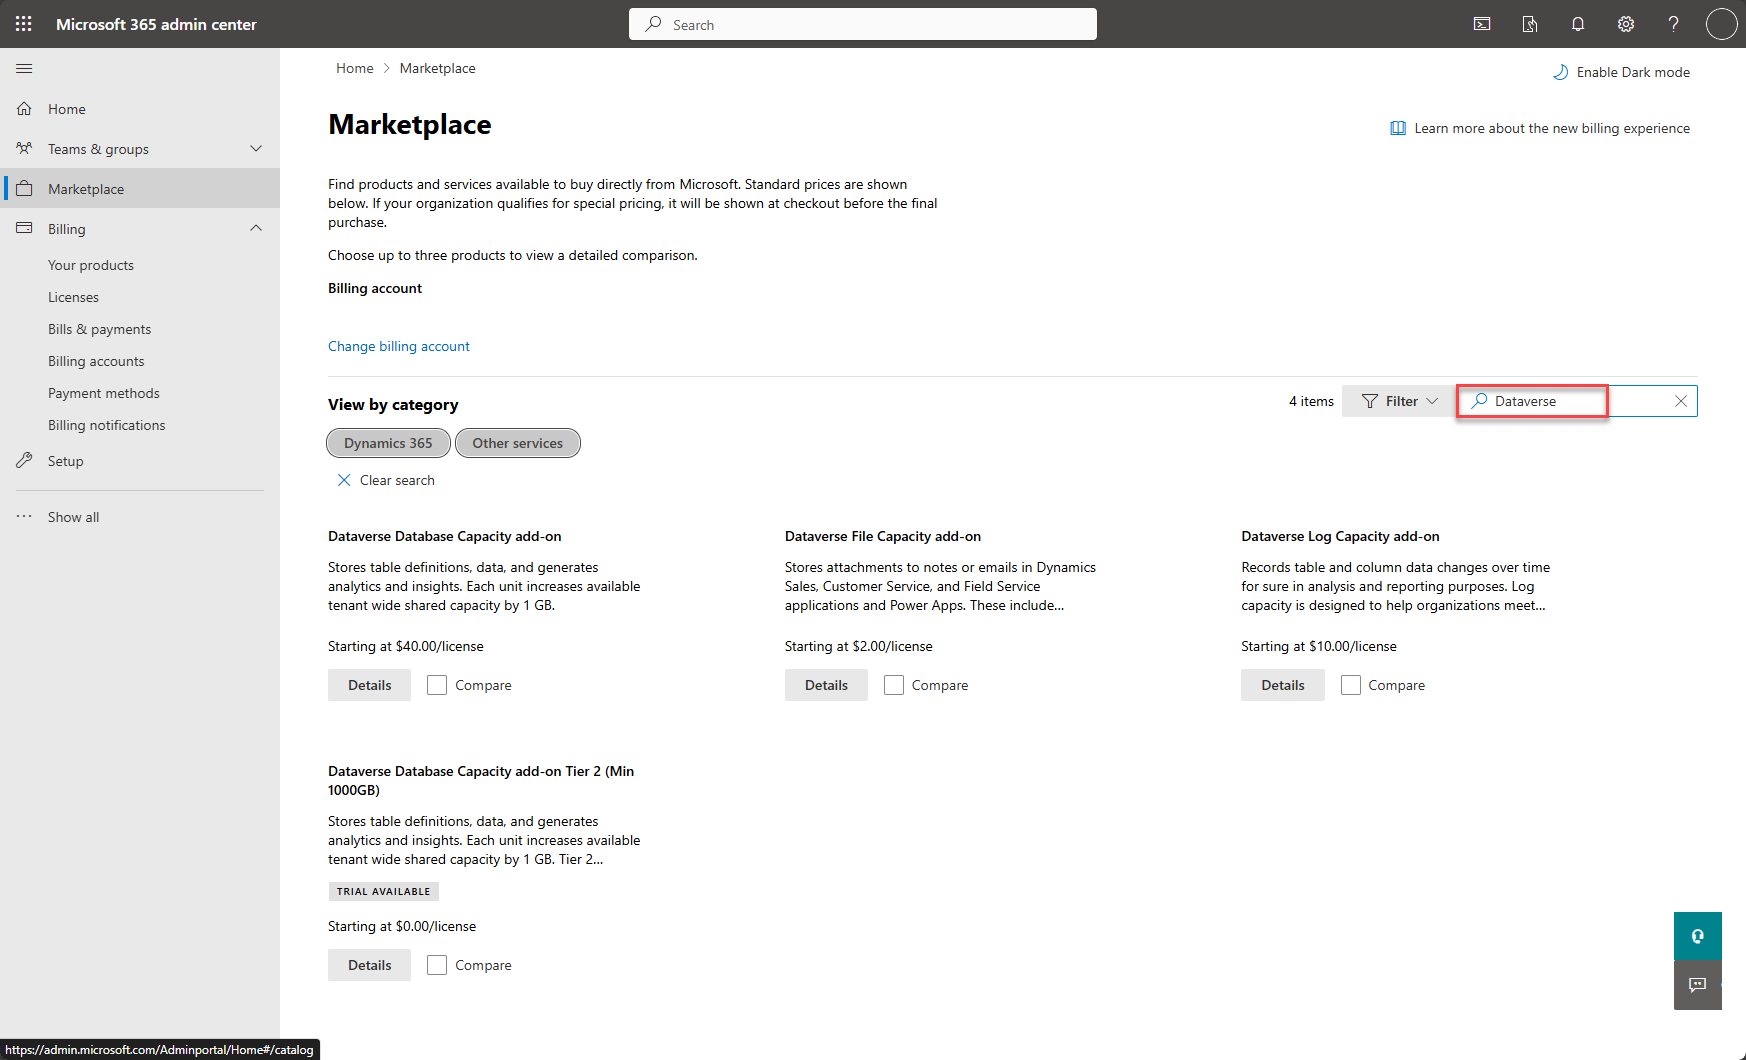 Microsoft 365 admin center
Search
Home
Teams & groups
Marketplace
Billing
Your products
Licenses
Bills & payments
Billing accounts
Payment methods
Billing notifications
Setup
Show all
Home > Marketplace
Enable Dark mode
Marketplace
Learn more about the new billing experience
Find products and services available to buy directly from Microsoft. Standard prices are shown
below. If your organization qualifies for special pricing, it will be shown at checkout before the final
purchase.
Choose up to three products to view a detailed comparison.
Billing account
Change billing account
View by category
4 items
Filter
Dataverse
Dynamics 365
Other services
Clear search
Dataverse Database Capacity add-on
Stores table definitions, data, and generates
analytics and insights. Each unit increases available
tenant wide shared capacity by 1 GB.
Starting at $40.00/license
Details
Compare
Dataverse File Capacity add-on
Stores attachments to notes or emails in Dynamics
Sales, Customer Service, and Field Service
applications and Power Apps. These include...
Starting at $2.00/license
Details
Compare
Dataverse Log Capacity add-on
Records table and column data changes over time
for sure in analysis and reporting purposes. Log
capacity is designed to help organizations meet...
Starting at $10.00/license
Details
Compare
Dataverse Database Capacity add-on Tier 2 (Min
1000GB)
Stores table definitions, data, and generates
analytics and insights. Each unit increases available
tenant wide shared capacity by 1 GB. Tier 2...
TRIAL AVAILABLE
Starting at $0.00/license
Details
Compare
https://admin.microsoft.com/Adminportal/Home#/catalog